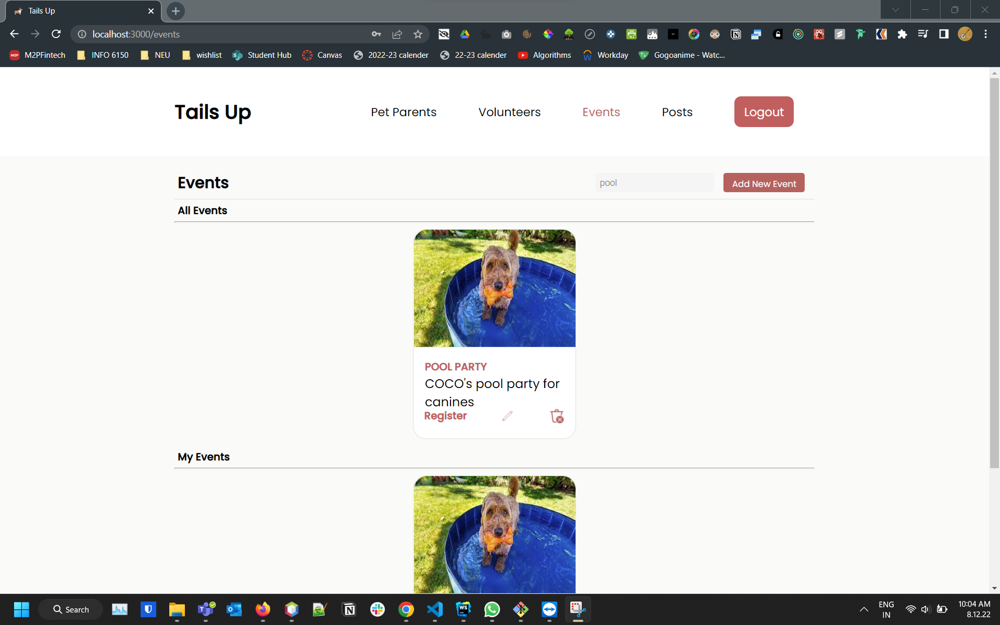 Tails Up
localhost:3000/events
M2P M2PFintech INFO 6150 NEU wishlist Student Hub Canvas 2022-23 calender 22-23 calender Algorithms Workday Gogoanime - Watc...
Tails Up Pet Parents Volunteers Events Posts Logout
Events pool Add New Event
All Events
POOL PARTY
COCO's pool party for
canines
Register
My Events
Search
ENG
IN
10:04 AM
8.12.22